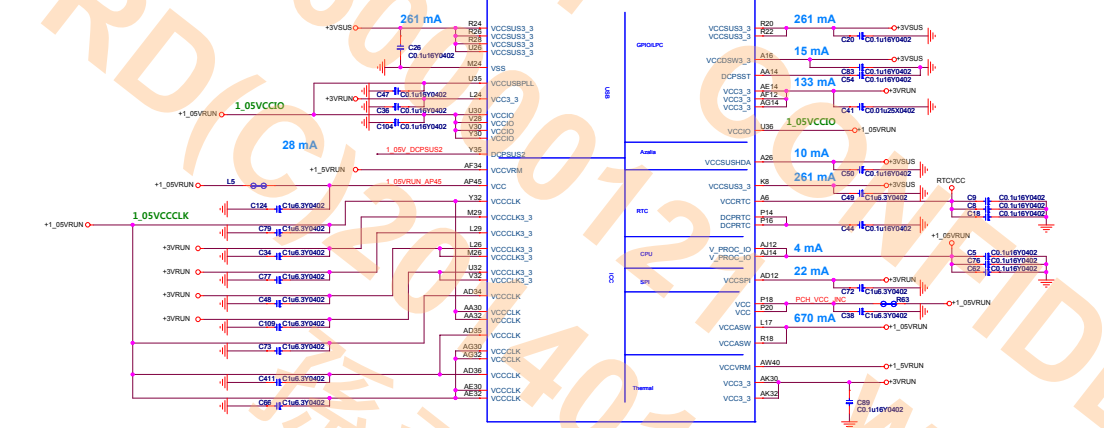 261 mA
+3VSUS
R24
R26
R28
U26
VCCSUS3_3
VCCSUS3_3
VCCSUS3_3
VCCSUS3_3
C26
C0.1u16Y0402
M24
VSS
U35
VCCUSBPLL
C47
C0.1u16Y0402
+3VRUN
L24
VCC3_3
1_05VCCIO
+1_05VRUN
C36
C0.1u16Y0402
C104
C0.1u16Y0402
U30
V28
V30
Y30
VCCIO
VCCIO
VCCIO
VCCIO
28 mA
1_05V_DCPSUS2
Y35
DCPSUS2
+1_5VRUN
AF34
VCCVRM
+1_05VRUN
L5
1_05VRUN_AP45
AP45
VCC
C124
C1u6.3Y0402
Y32
VCCCLK
1_05VCCCLK
+1_05VRUN
M29
VCCCLK3_3
C79
C1u6.3Y0402
L29
VCCCLK3_3
+3VRUN
C34
C1u6.3Y0402
L26
M26
VCCCLK3_3
VCCCLK3_3
+3VRUN
C77
C1u6.3Y0402
U32
V32
VCCCLK3_3
VCCCLK3_3
+3VRUN
C48
C1u6.3Y0402
AD34
VCCCLK
AA30
AA32
VCCCLK
VCCCLK
+3VRUN
C109
C1u6.3Y0402
AD35
VCCCLK
C73
C1u6.3Y0402
AG30
AG32
VCCCLK
VCCCLK
AD36
VCCCLK
C411
C1u6.3Y0402
AE30
AE32
VCCCLK
VCCCLK
C66
C1u6.3Y0402
GPIO/LPC
USB
Azalia
RTC
CPU
ICC
SPI
Thermal
261 mA
R20
R22
VCCSUS3_3
VCCSUS3_3
+3VSUS
C20
C0.1u16Y0402
15 mA
A16
VCCDSW3_3
+3VSUS
AA14
DCPSST
C83
C0.1u16Y0402
C54
C0.1u16Y0402
133 mA
AE14
AF12
AG14
VCC3_3
VCC3_3
VCC3_3
+3VRUN
C41
C0.01u25X0402
1_05VCCIO
U36
VCCIO
+1_05VRUN
10 mA
A26
VCCSUSHDA
+3VSUS
C50
C0.1u16Y0402
261 mA
K8
VCCSUS3_3
+3VSUS
C49
C1u6.3Y0402
RTCVCC
A6
VCCRTC
C9
C0.1u16Y0402
C8
C0.1u16Y0402
C18
C0.1u16Y0402
P14
P16
DCPRTC
DCPRTC
C44
C0.1u16Y0402
+1_05VRUN
4 mA
AJ12
AJ14
V_PROC_IO
V_PROC_IO
C5
C0.1u16Y0402
C76
C0.1u16Y0402
C62
C0.1u16Y0402
22 mA
AD12
VCCSPI
+3VRUN
C72
C1u6.3Y0402
P18
P20
VCC
VCC
PCH_VCC_INC
R63
+1_05VRUN
C38
C1u6.3Y0402
670 mA
L17
VCCASW
+1_05VRUN
R18
VCCASW
AW40
VCCVRM
+1_5VRUN
AK30
AK32
VCC3_3
VCC3_3
+3VRUN
C89
C0.1u16Y0402